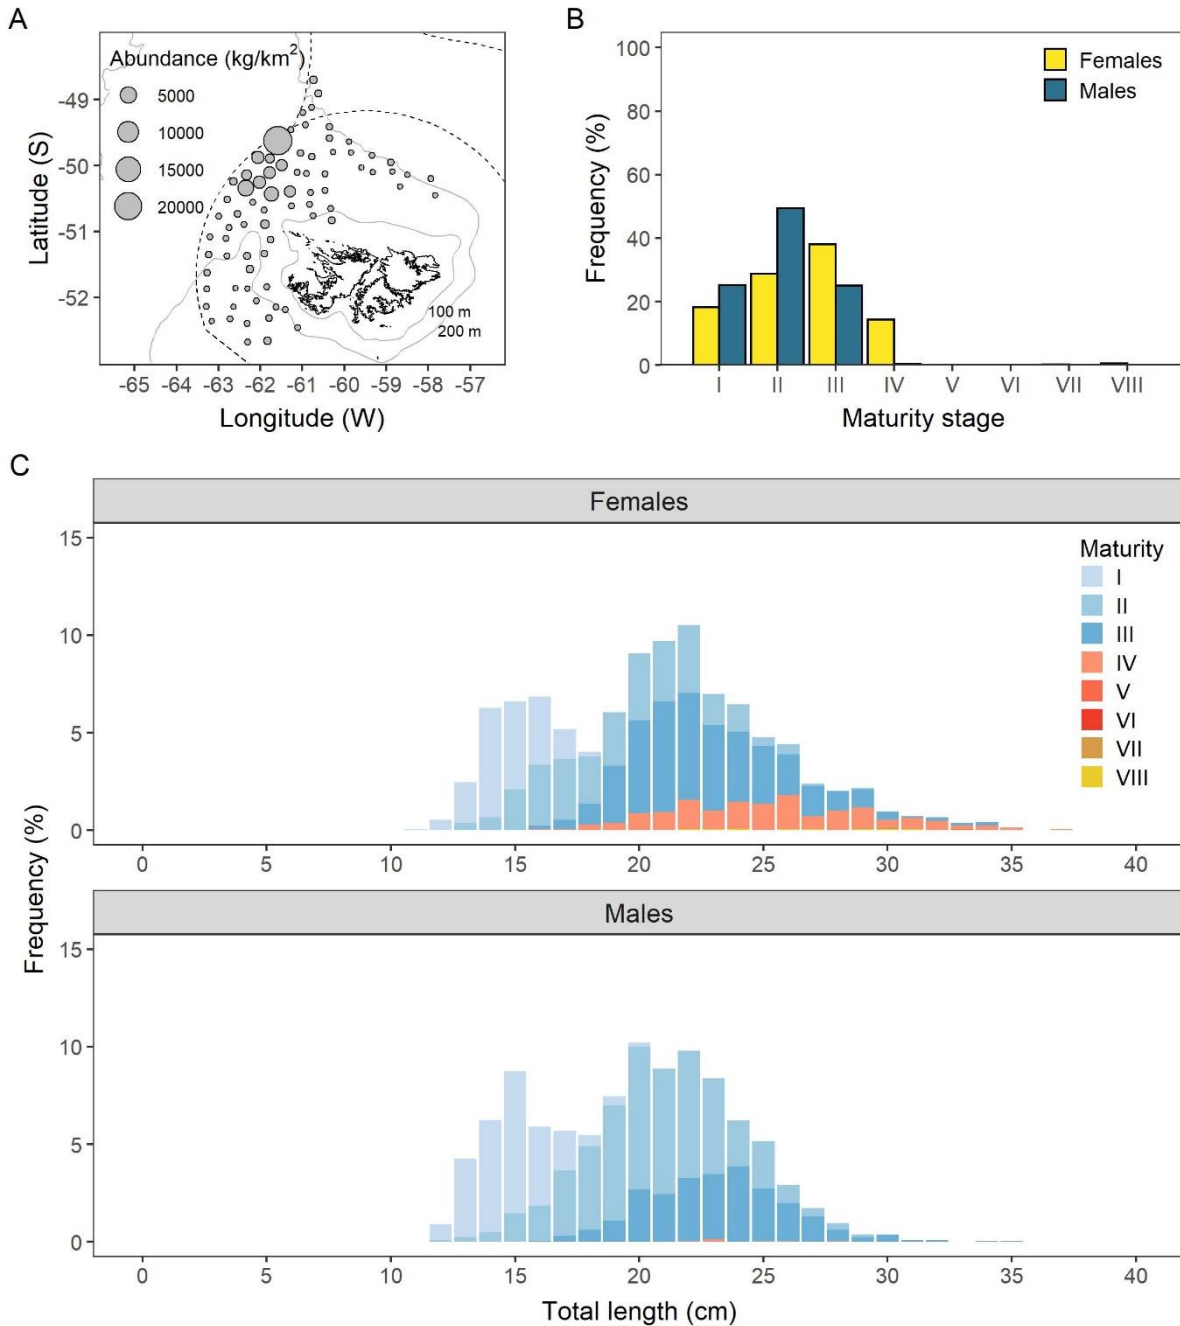 A
Abundance (kg/km²)
5000
10000
15000
20000
100 m
200 m
-49
-50
-51
-52
Latitude (S)
-65 -64 -63 -62 -61 -60 -59 -58 -57
Longitude (W)
B
Females
Males
100
80
60
40
20
0
Frequency (%)
I II III IV V VI VII VIII
Maturity stage
C
Females
Maturity
I
II
III
IV
V
VI
VII
VIII
15
10
5
0
0 5 10 15 20 25 30 35 40
Frequency (%)
Males
15
10
5
0
0 5 10 15 20 25 30 35 40
Total length (cm)